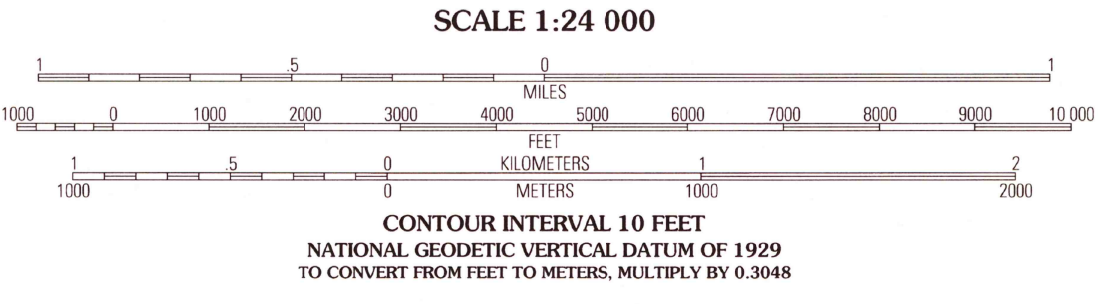 SCALE 1:24 000
1 .5 0 1
MILES
1000 0 1000 2000 3000 4000 5000 6000 7000 8000 9000 10 000
FEET
1 .5 0 KILOMETERS 1 2
1000 0 METERS 1000 2000
CONTOUR INTERVAL 10 FEET
NATIONAL GEODETIC VERTICAL DATUM OF 1929
TO CONVERT FROM FEET TO METERS, MULTIPLY BY 0.3048